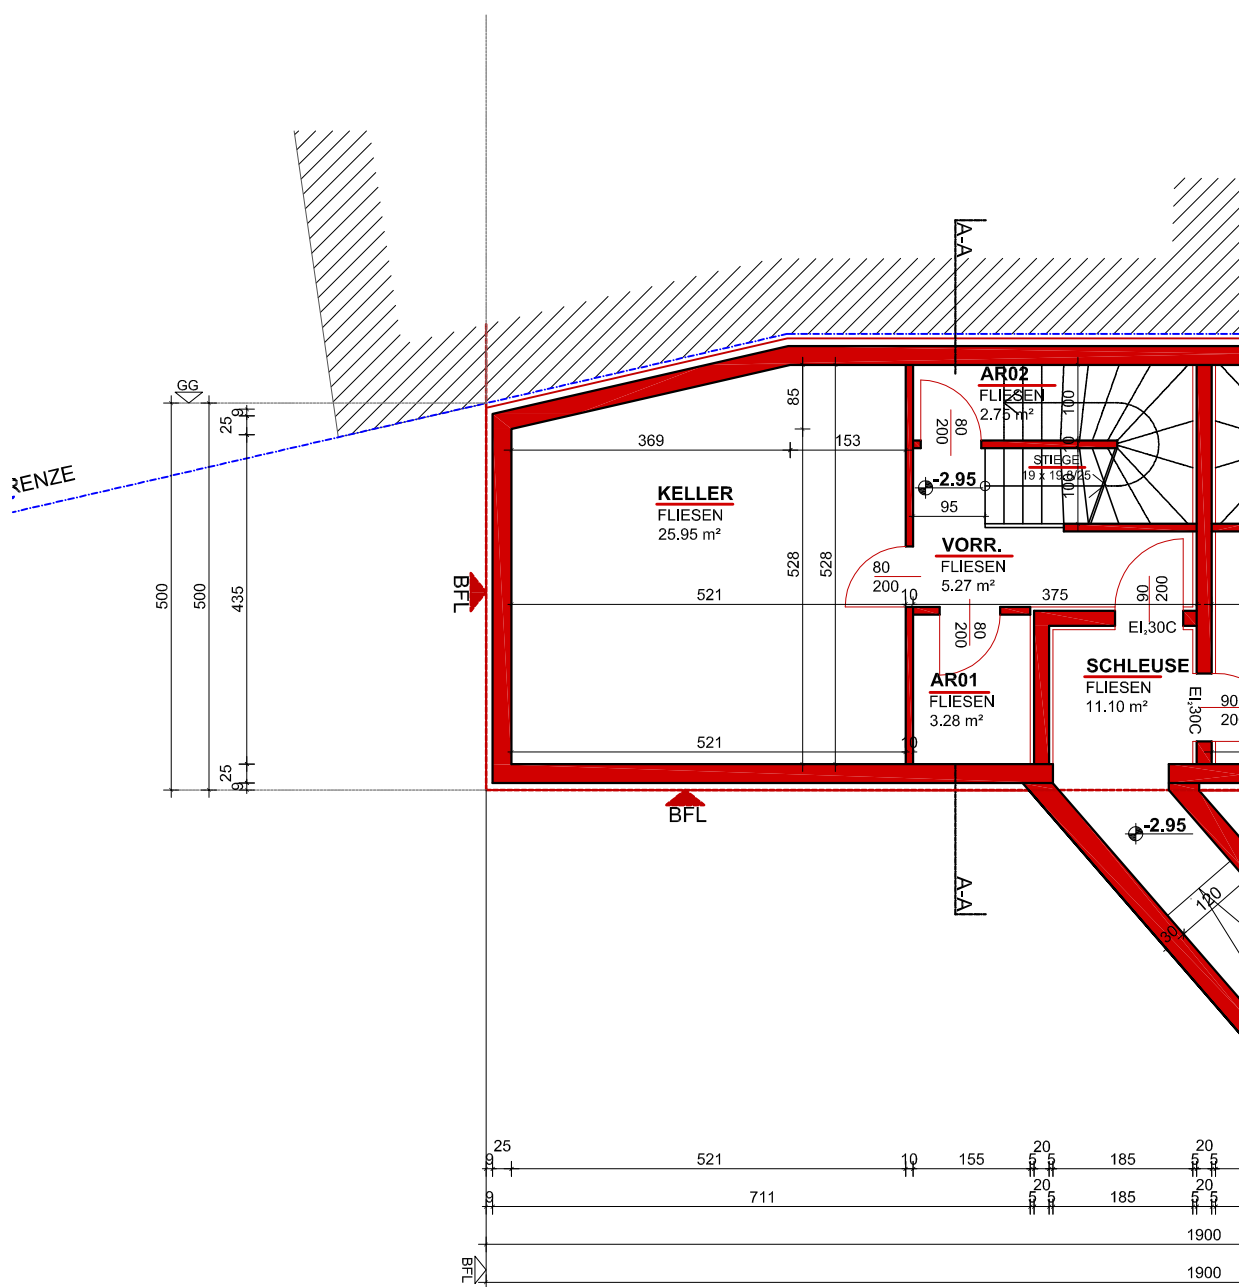 A-A
GG
RENZE
25
9
500
500
435
25
9
BFL
BFL
369
153
85
KELLER
FLIESEN
25.95 m²
528
528
521
521
10
10
AR02
FLIESEN
2.75 m²
80
200
100
STIEGE
19 x 19.8/25
100
-2.95
95
VORR.
FLIESEN
5.27 m²
80
200
375
90
200
EI₂30C
80
200
AR01
FLIESEN
3.28 m²
SCHLEUSE
FLIESEN
11.10 m²
EI₂30C
90
20
-2.95
A-A
120
30
25
20
20
9
521
10
155
5
5
185
5
5
20
20
9
711
5
5
185
5
5
1900
BFL
1900